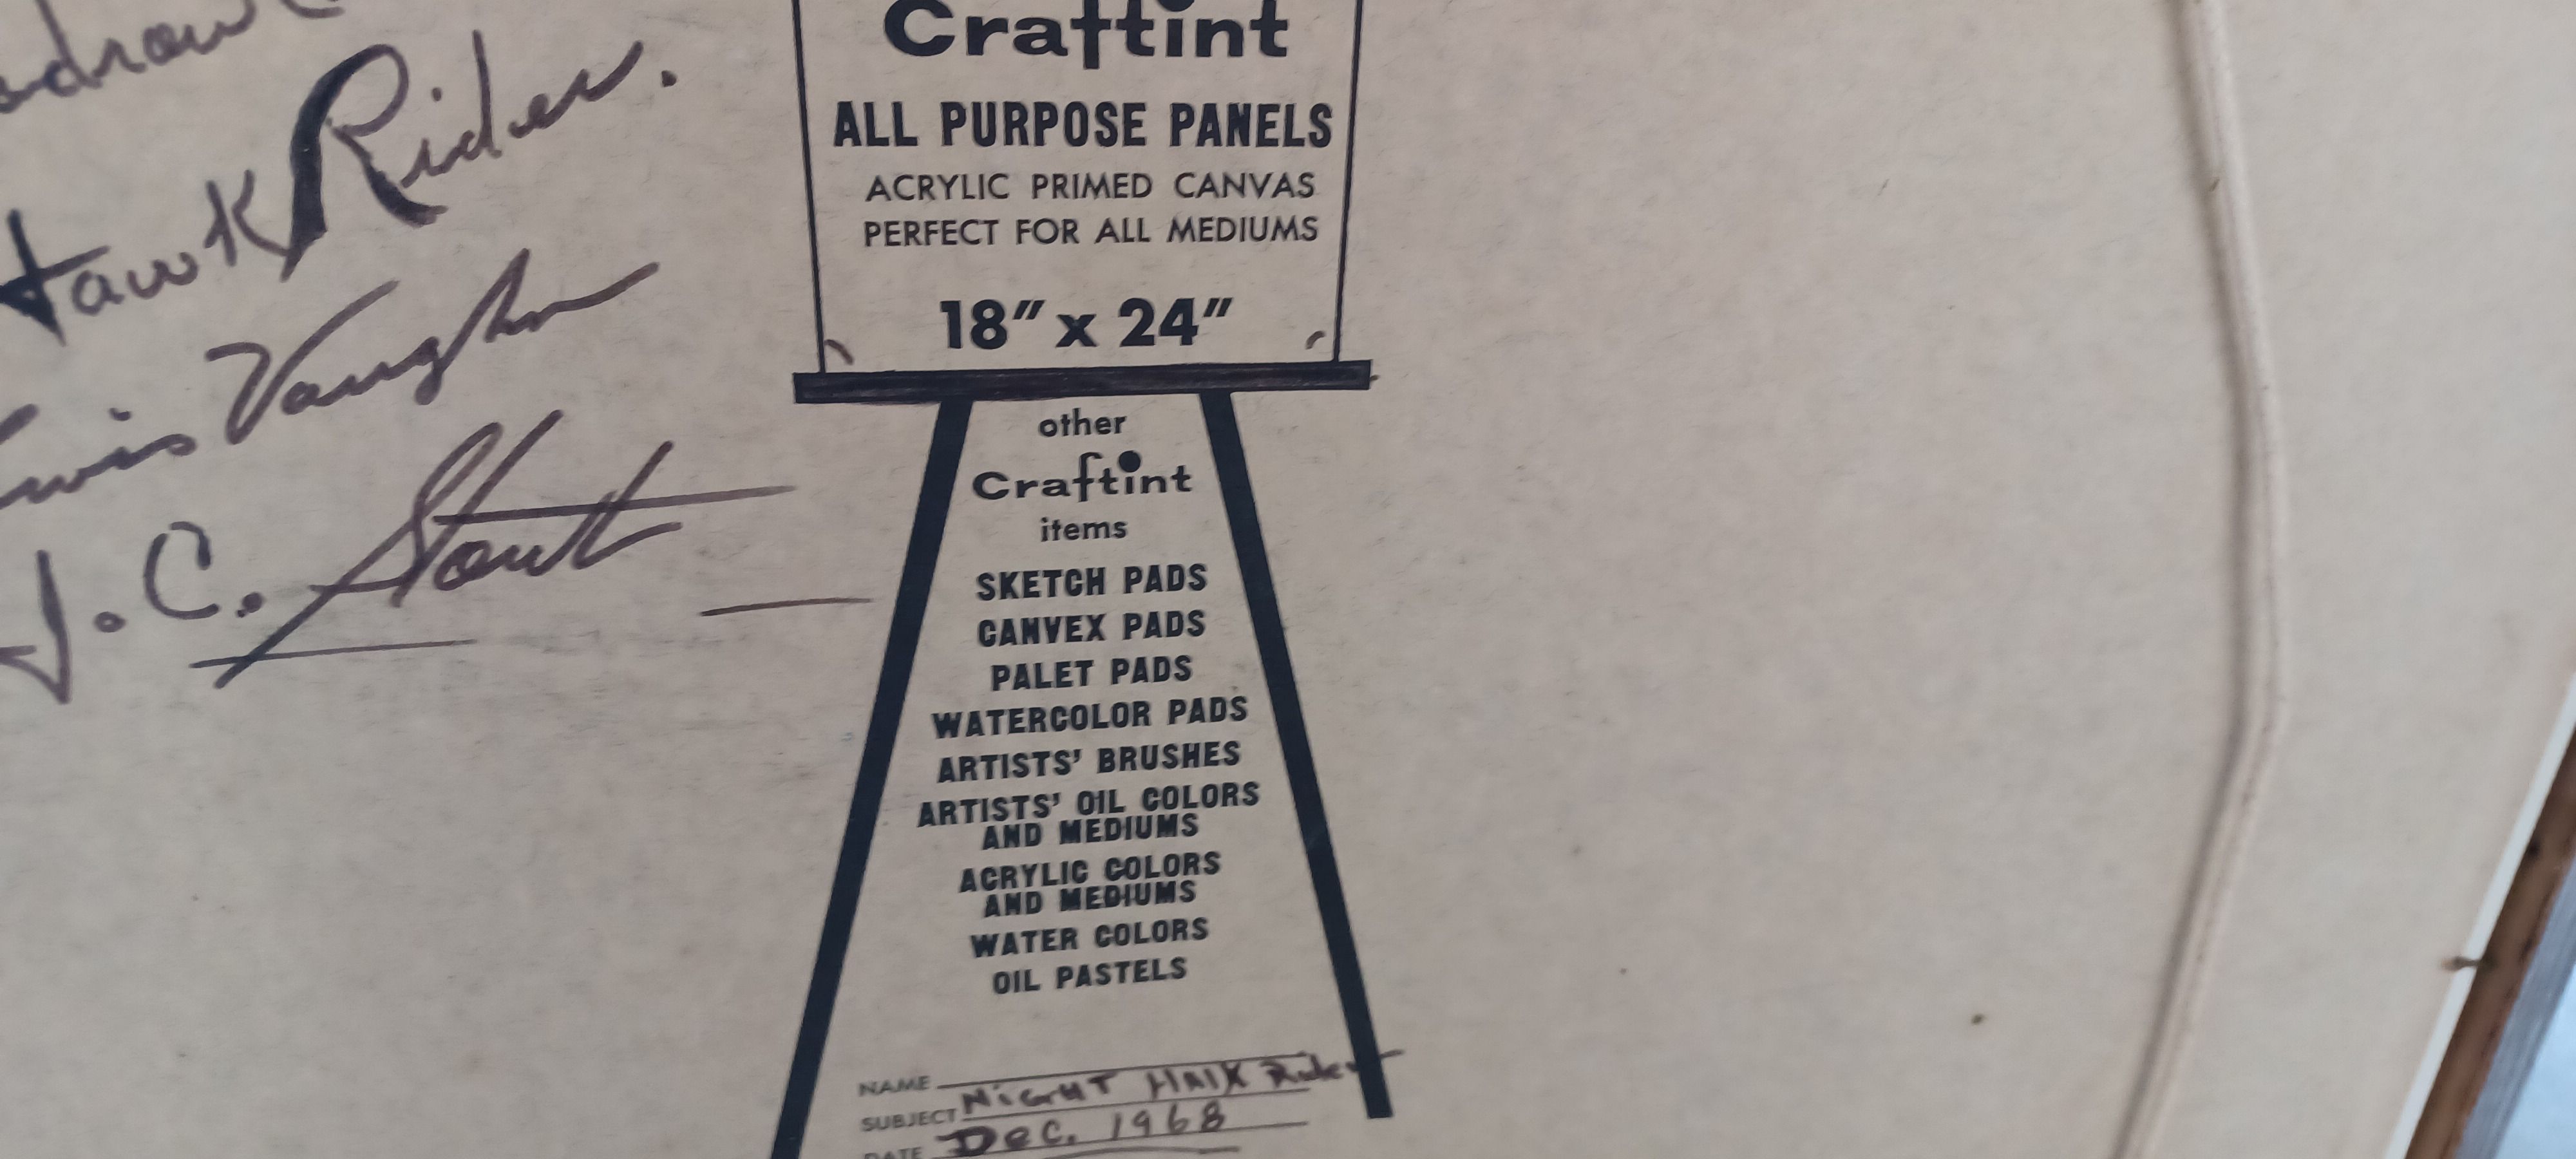 Hawk Rider.
Vaughn
J. C. Stout
Craftint
ALL PURPOSE PANELS
ACRYLIC PRIMED CANVAS
PERFECT FOR ALL MEDIUMS
18" x 24"
other
Craftint
items
SKETCH PADS
CANVEX PADS
PALET PADS
WATERCOLOR PADS
ARTISTS' BRUSHES
ARTISTS' OIL COLORS
AND MEDIUMS
ACRYLIC COLORS
AND MEDIUMS
WATER COLORS
OIL PASTELS
NAME
SUBJECT NIGHT HAWK Rider
DATE Dec. 1968